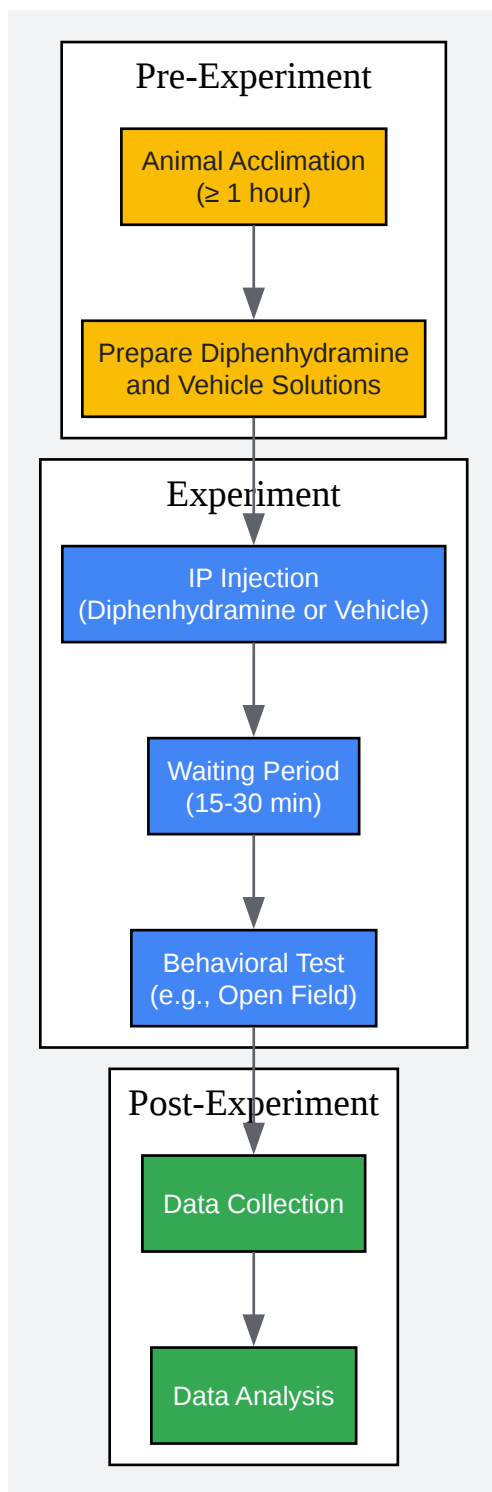 Pre-Experiment
Animal Acclimation
(≥ 1 hour)
Prepare Diphenhydramine
and Vehicle Solutions
Experiment
IP Injection
(Diphenhydramine or Vehicle)
Waiting Period
(15-30 min)
Behavioral Test
(e.g., Open Field)
Post-Experiment
Data Collection
Data Analysis